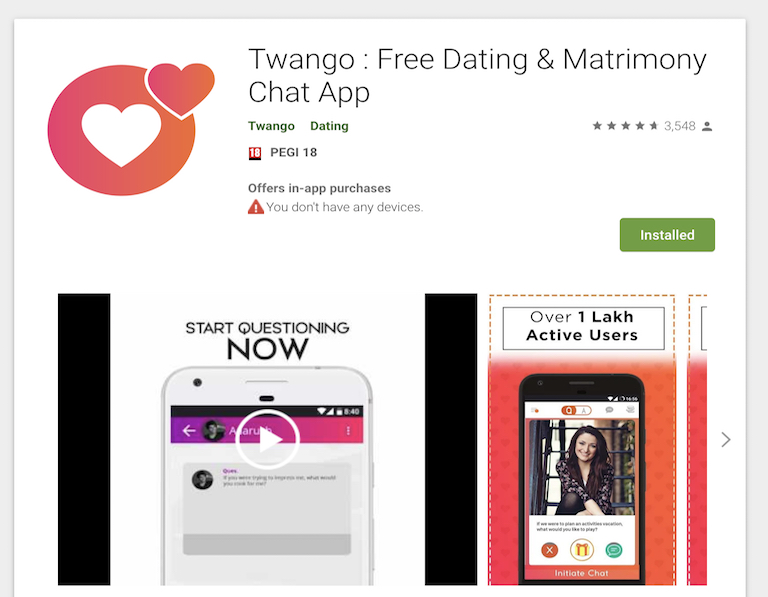 Twango : Free Dating & Matrimony
Chat App
Twango Dating
3,548
18 PEGI 18
Offers in-app purchases
You don't have any devices.
Installed
START QUESTIONING
NOW
8:40
Ques.
If you were trying to impress me, what would
you cook for me?
Over 1 Lakh
Active Users
16:56
Q A
If we were to plan an activities vacation,
what would you like to play?
Initiate Chat